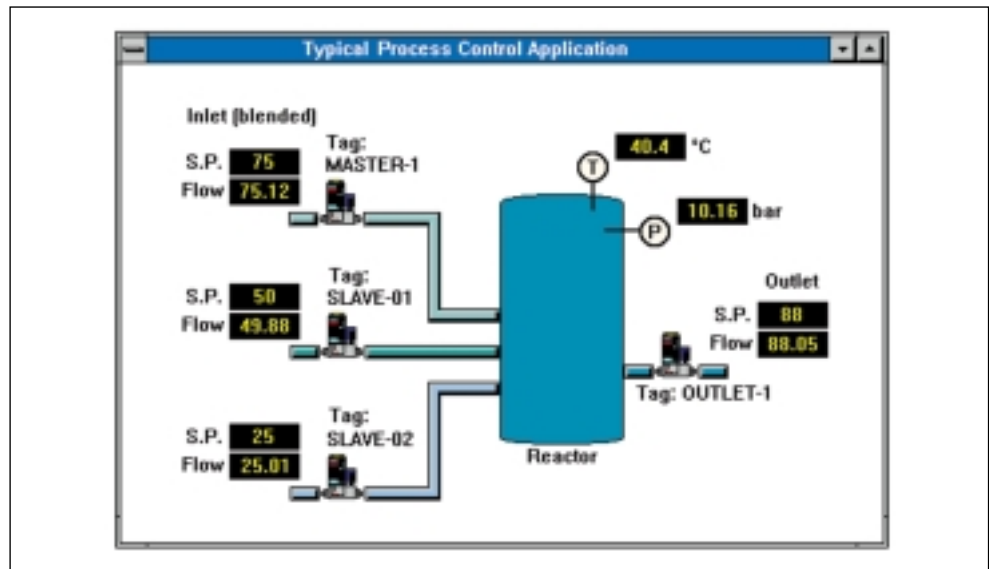 Typical Process Control Application
Inlet (blended)
Tag:
MASTER-1
S.P. 75
Flow 75.12
T
40.4 °C
10.16 bar
P
Tag:
SLAVE-01
S.P. 50
Flow 49.88
Outlet
S.P. 88
Flow 88.05
Tag: OUTLET-1
Tag:
SLAVE-02
S.P. 25
Flow 25.01
Reactor